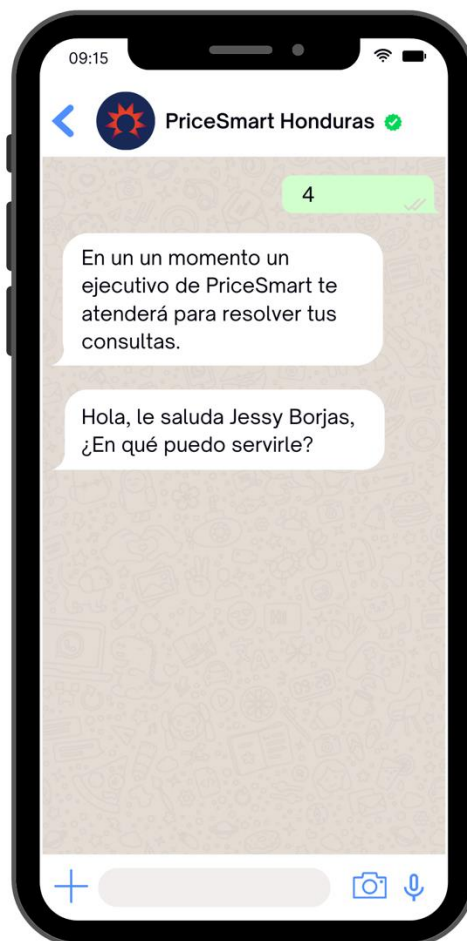 09:15
PriceSmart Honduras
4
En un un momento un
ejecutivo de PriceSmart te
atenderá para resolver tus
consultas.
Hola, le saluda Jessy Borjas,
¿En qué puedo servirle?